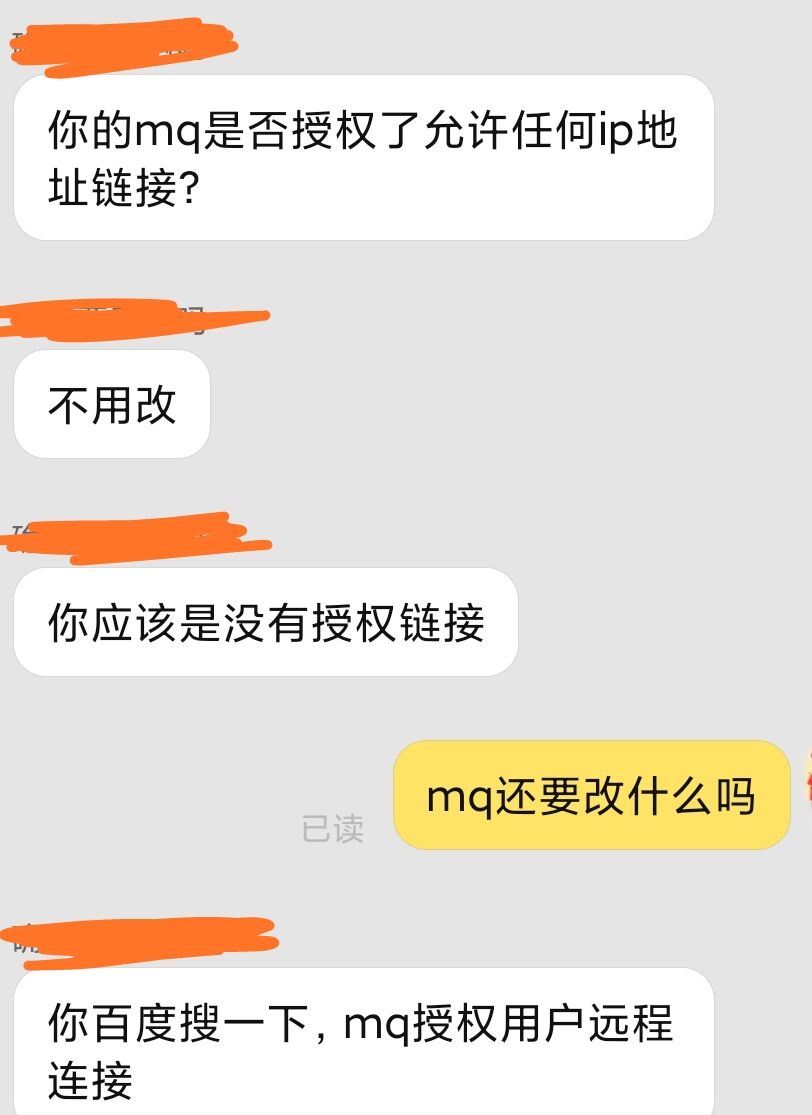 你的mq是否授权了允许任何ip地
址链接?
不用改
你应该是没有授权链接
mq还要改什么吗
已读
你百度搜一下, mq授权用户远程
连接